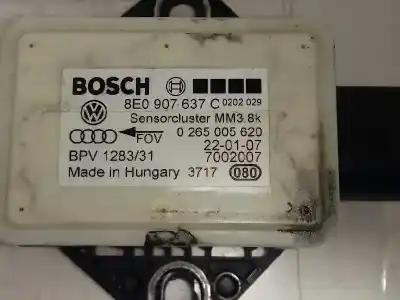 BOSCH
8E0 907 637 C 0202 029
Sensorcluster MM3.8k
FOV 0 265 005 620
22-01-07
BPV 1283/31 7002007
Made in Hungary 3717 080